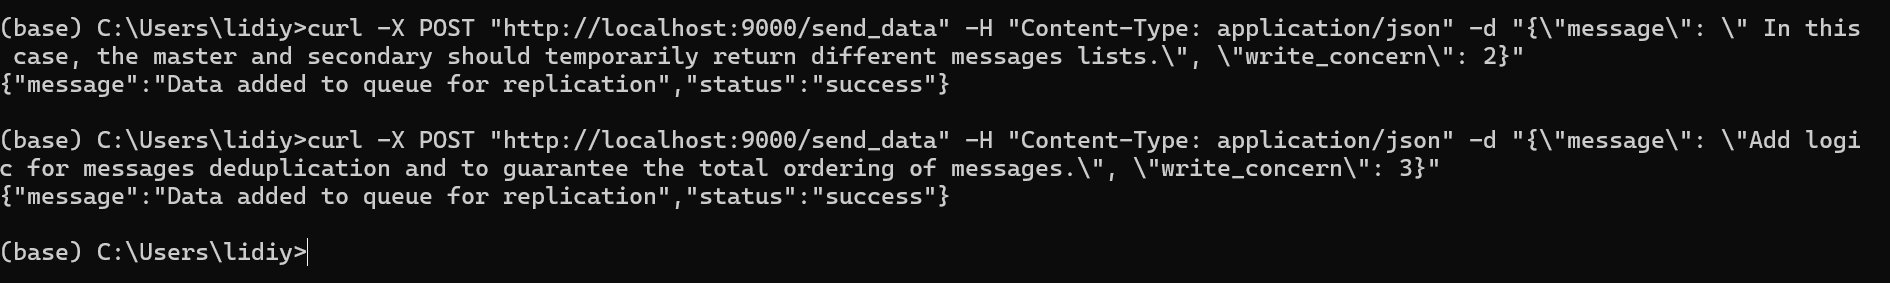 (base) C:\Users\lidiy>curl -X POST "http://localhost:9000/send_data" -H "Content-Type: application/json" -d "{\"message\": \" In this
 case, the master and secondary should temporarily return different messages lists.\", \"write_concern\": 2}"
{"message":"Data added to queue for replication","status":"success"}
(base) C:\Users\lidiy>curl -X POST "http://localhost:9000/send_data" -H "Content-Type: application/json" -d "{\"message\": \"Add logi
c for messages deduplication and to guarantee the total ordering of messages.\", \"write_concern\": 3}"
{"message":"Data added to queue for replication","status":"success"}
(base) C:\Users\lidiy>